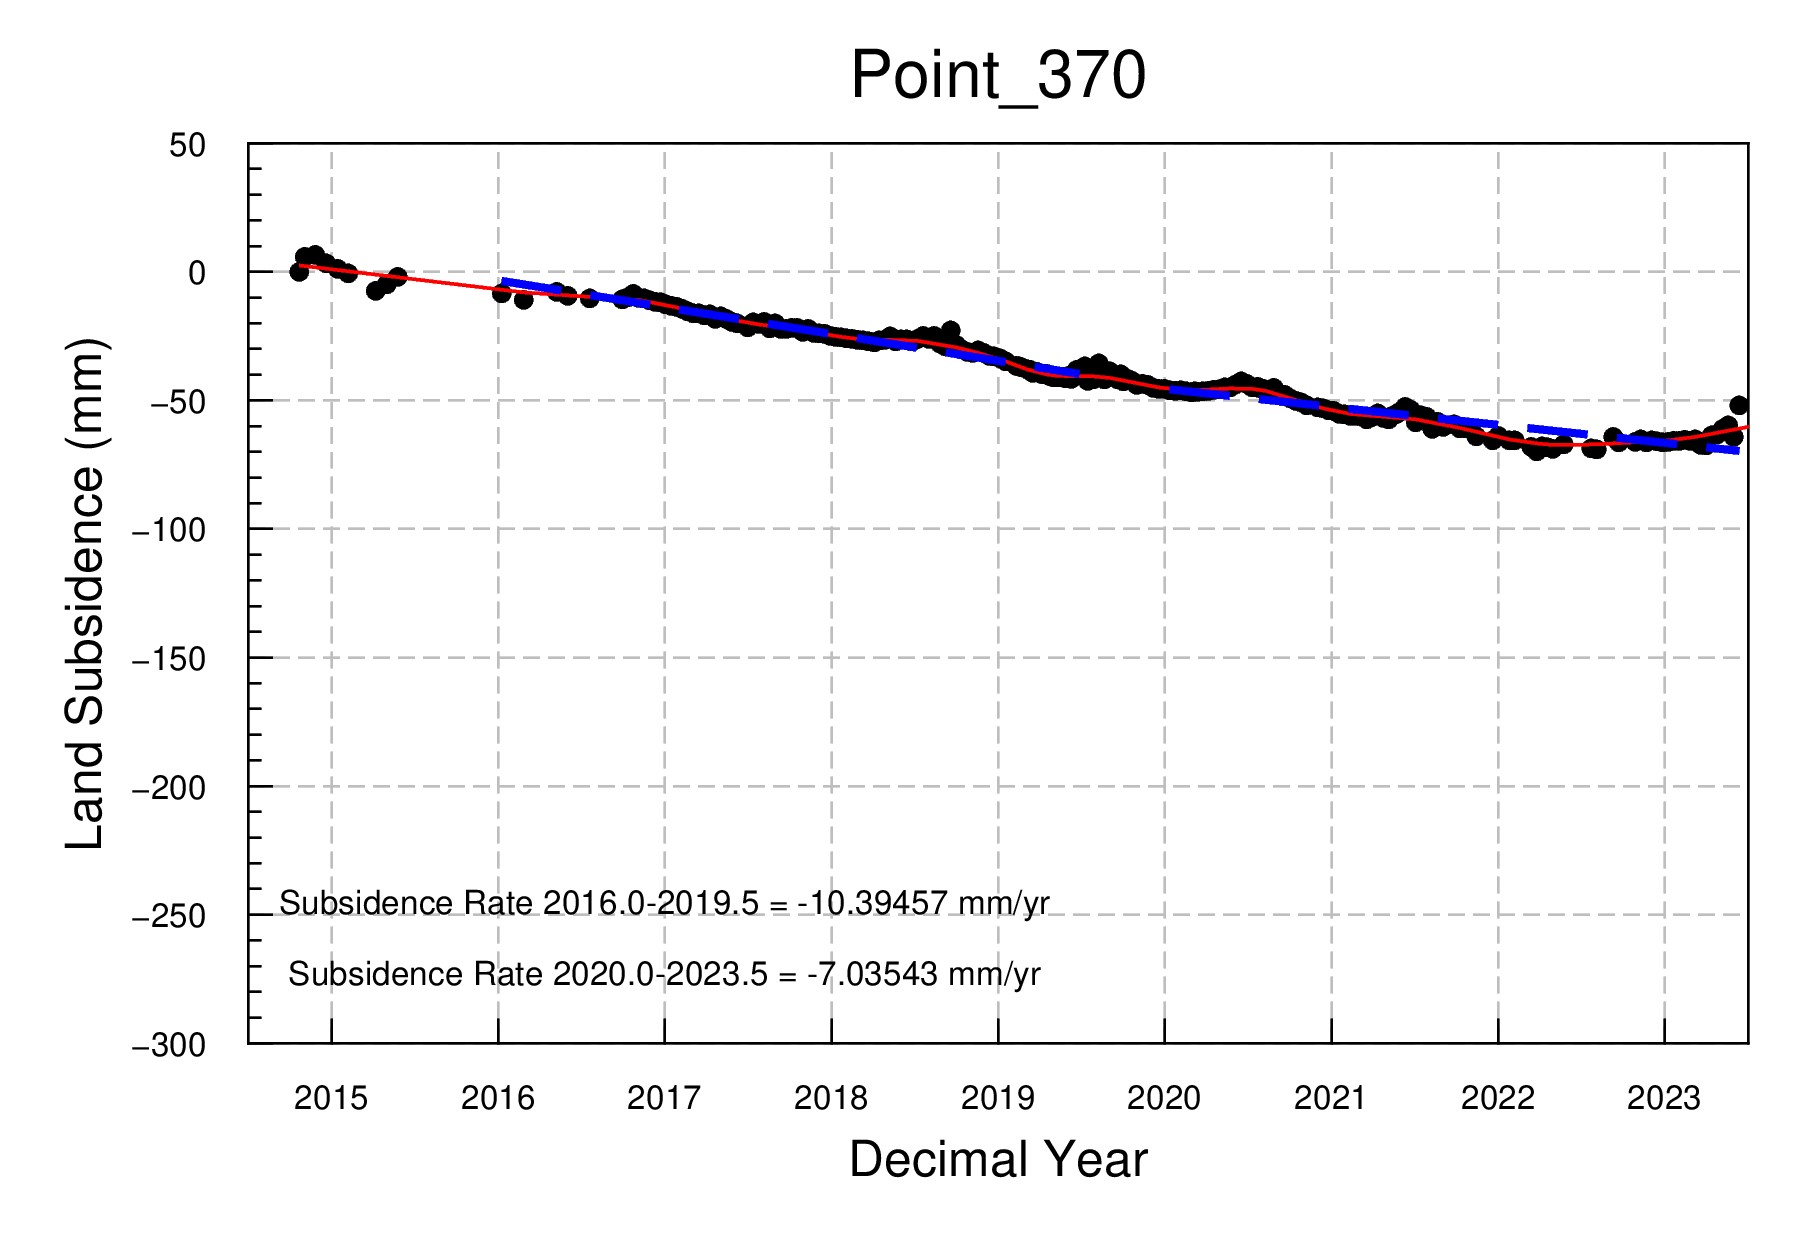 Point_370
50
0
−50
−100
−150
−200
−250
−300
Land Subsidence (mm)
Subsidence Rate 2016.0-2019.5 = -10.39457 mm/yr
Subsidence Rate 2020.0-2023.5 = -7.03543 mm/yr
2015 2016 2017 2018 2019 2020 2021 2022 2023
Decimal Year